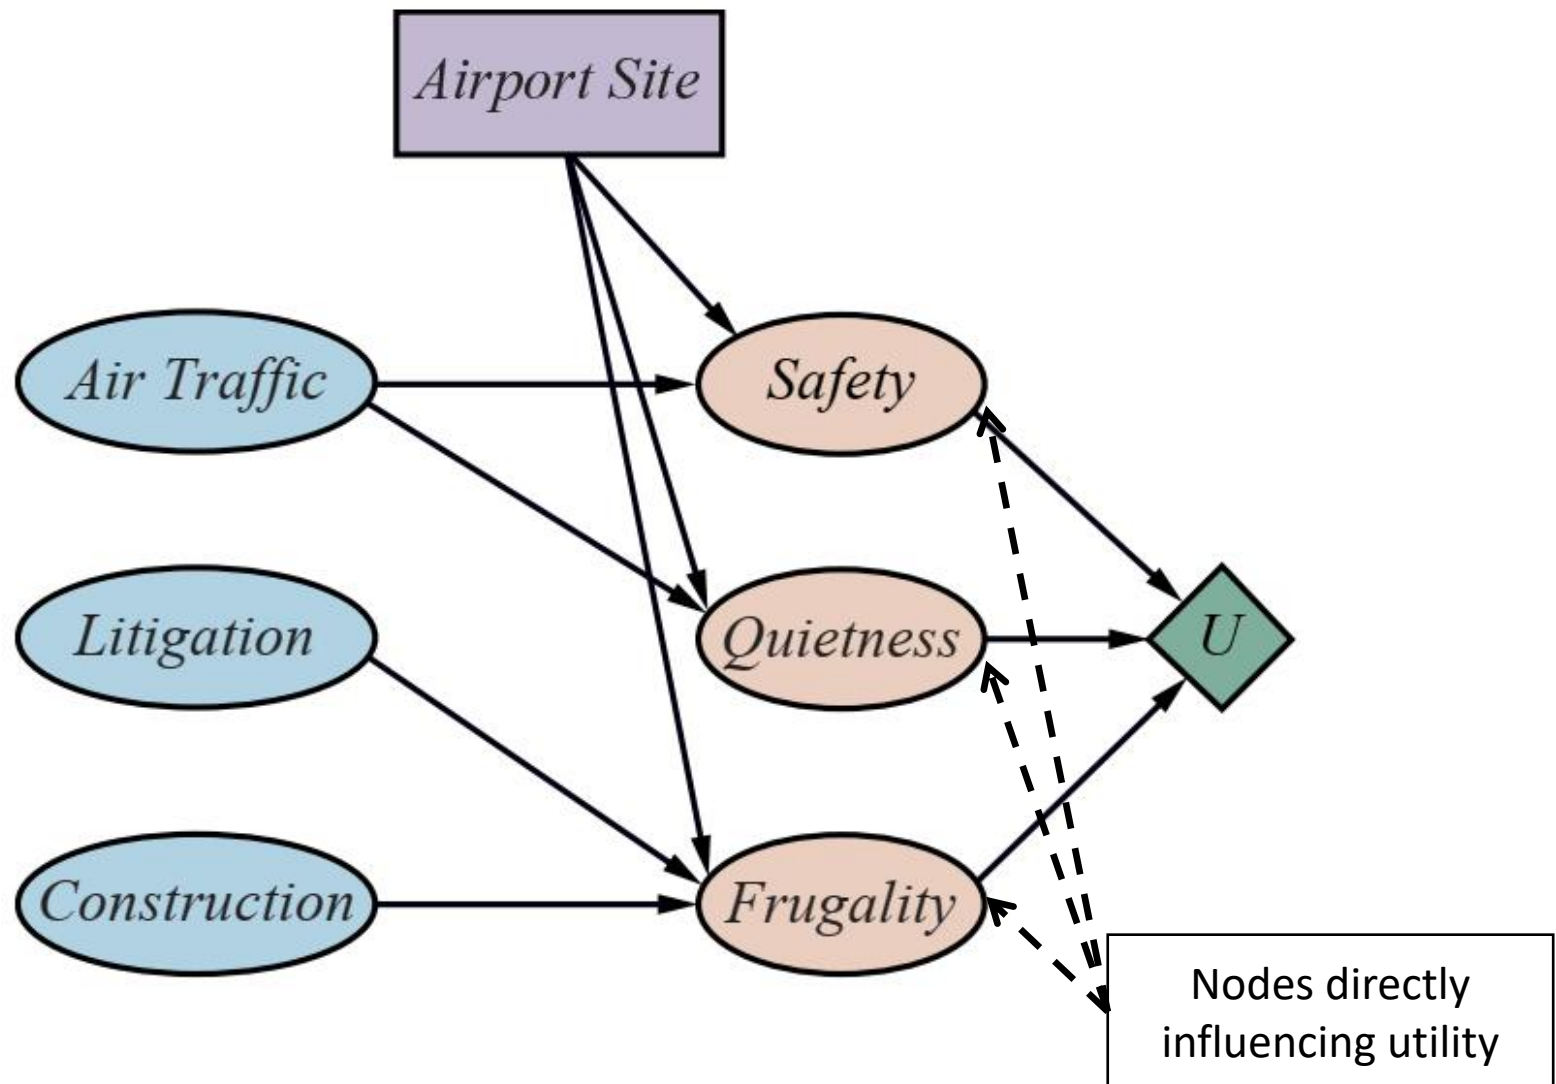 Airport Site
Air Traffic
Safety
Litigation
Quietness
U
Construction
Frugality
Nodes directly
influencing utility